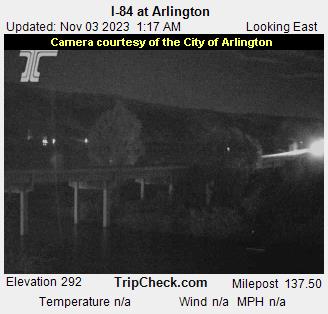 I-84 at Arlington
Updated: Nov 03 2023 1:17 AM Looking East
Camera courtesy of the City of Arlington
Elevation 292 TripCheck.com Milepost 137.50
Temperature n/a Wind n/a MPH n/a